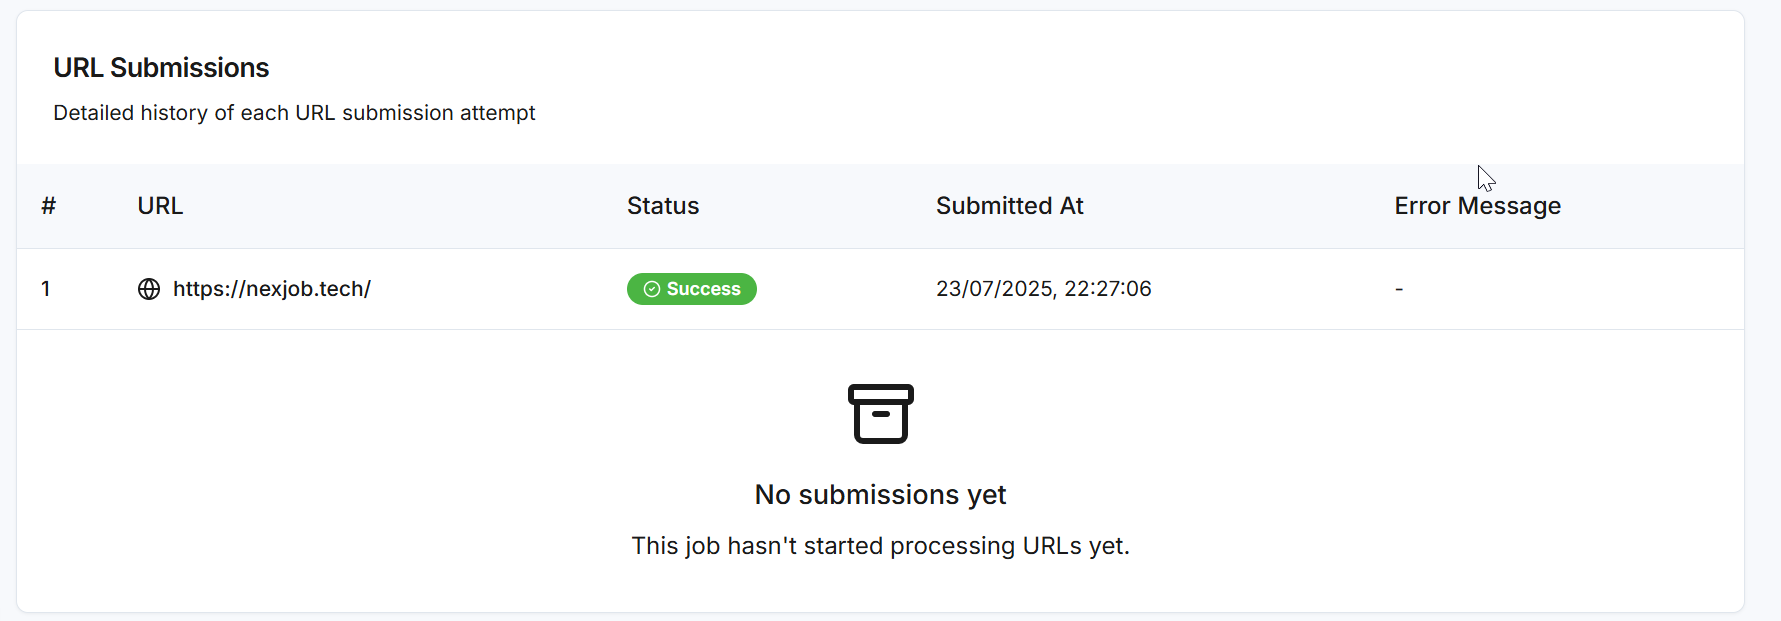 URL Submissions
Detailed history of each URL submission attempt
# URL Status Submitted At Error Message
1 https://nexjob.tech/ Success 23/07/2025, 22:27:06 -
No submissions yet
This job hasn't started processing URLs yet.